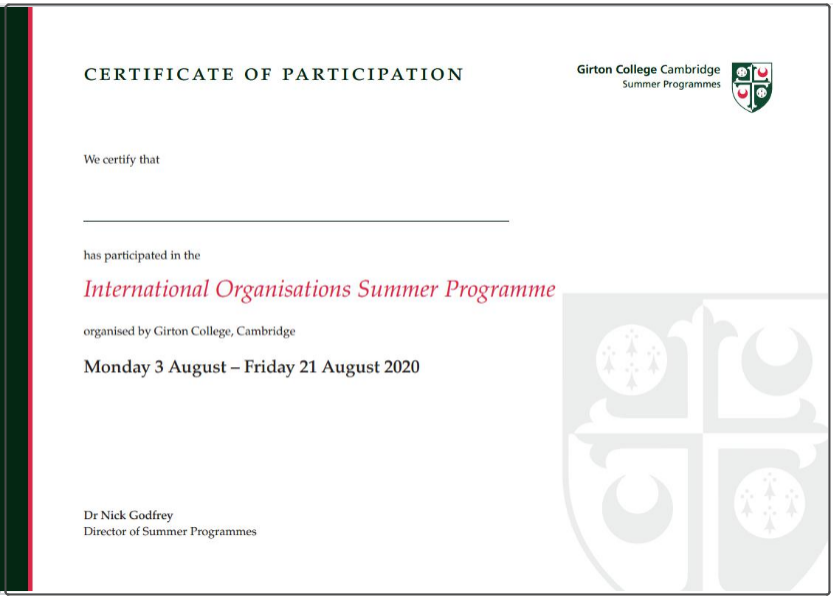 CERTIFICATE OF PARTICIPATION
Girton College Cambridge
Summer Programmes
We certify that
has participated in the
International Organisations Summer Programme
organised by Girton College, Cambridge
Monday 3 August – Friday 21 August 2020
Dr Nick Godfrey
Director of Summer Programmes